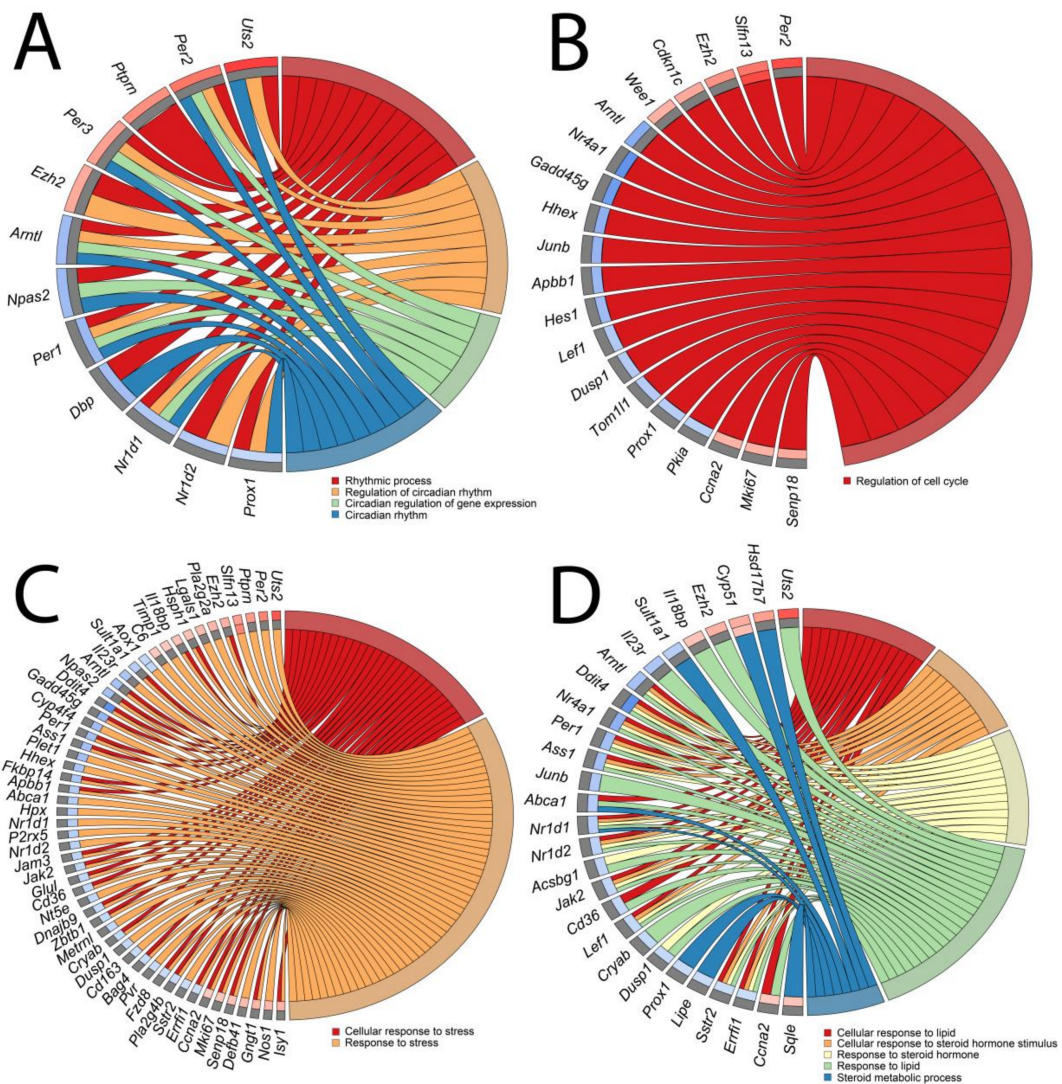 A
Uts2
Per2
Ptprn
Per3
Ezh2
Arntl
Npas2
Per1
Dbp
Nr1d1
Nr1d2
Prox1
Rhythmic process
Regulation of circadian rhythm
Circadian regulation of gene expression
Circadian rhythm
B
Per2
Slfn13
Ezh2
Cdkn1c
Wee1
Arntl
Nr4a1
Gadd45g
Hhex
Junb
Apbb1
Hes1
Lef1
Dusp1
Tom1l1
Prox1
Pkia
Ccna2
Mki67
Senp18
Regulation of cell cycle
C
Uts2
Per2
Ptprn
Slfn13
Ezh2
Pla2g2a
Lgals1
Hsph1
Il18bp
Timp1
C6
Aox1
Sult1a1
Il23r
Arntl
Npas2
Ddit4
Gadd45g
Cyp4f4
Per1
Ass1
Plet1
Hhex
Fkbp14
Apbb1
Abca1
Hpx
Nr1d1
P2rx5
Nr1d2
Jam3
Jak2
Glul
Cd36
Nt5e
Dnajb9
Zbtb1
Metrnl
Cryab
Dusp1
Cd163
Bag4
Pvr
Fzd8
Pla2g4b
Sstr2
Errfi1
Ccna2
Mki67
Senp18
Defb41
Gngt1
Nos1
Isy1
Cellular response to stress
Response to stress
D
Uts2
Hsd17b7
Cyp51
Ezh2
Il18bp
Sult1a1
Il23r
Arntl
Ddit4
Nr4a1
Per1
Ass1
Junb
Abca1
Nr1d1
Nr1d2
Acsbg1
Jak2
Cd36
Lef1
Cryab
Dusp1
Prox1
Lipe
Sstr2
Errfi1
Ccna2
Sqle
Cellular response to lipid
Cellular response to steroid hormone stimulus
Response to steroid hormone
Response to lipid
Steroid metabolic process